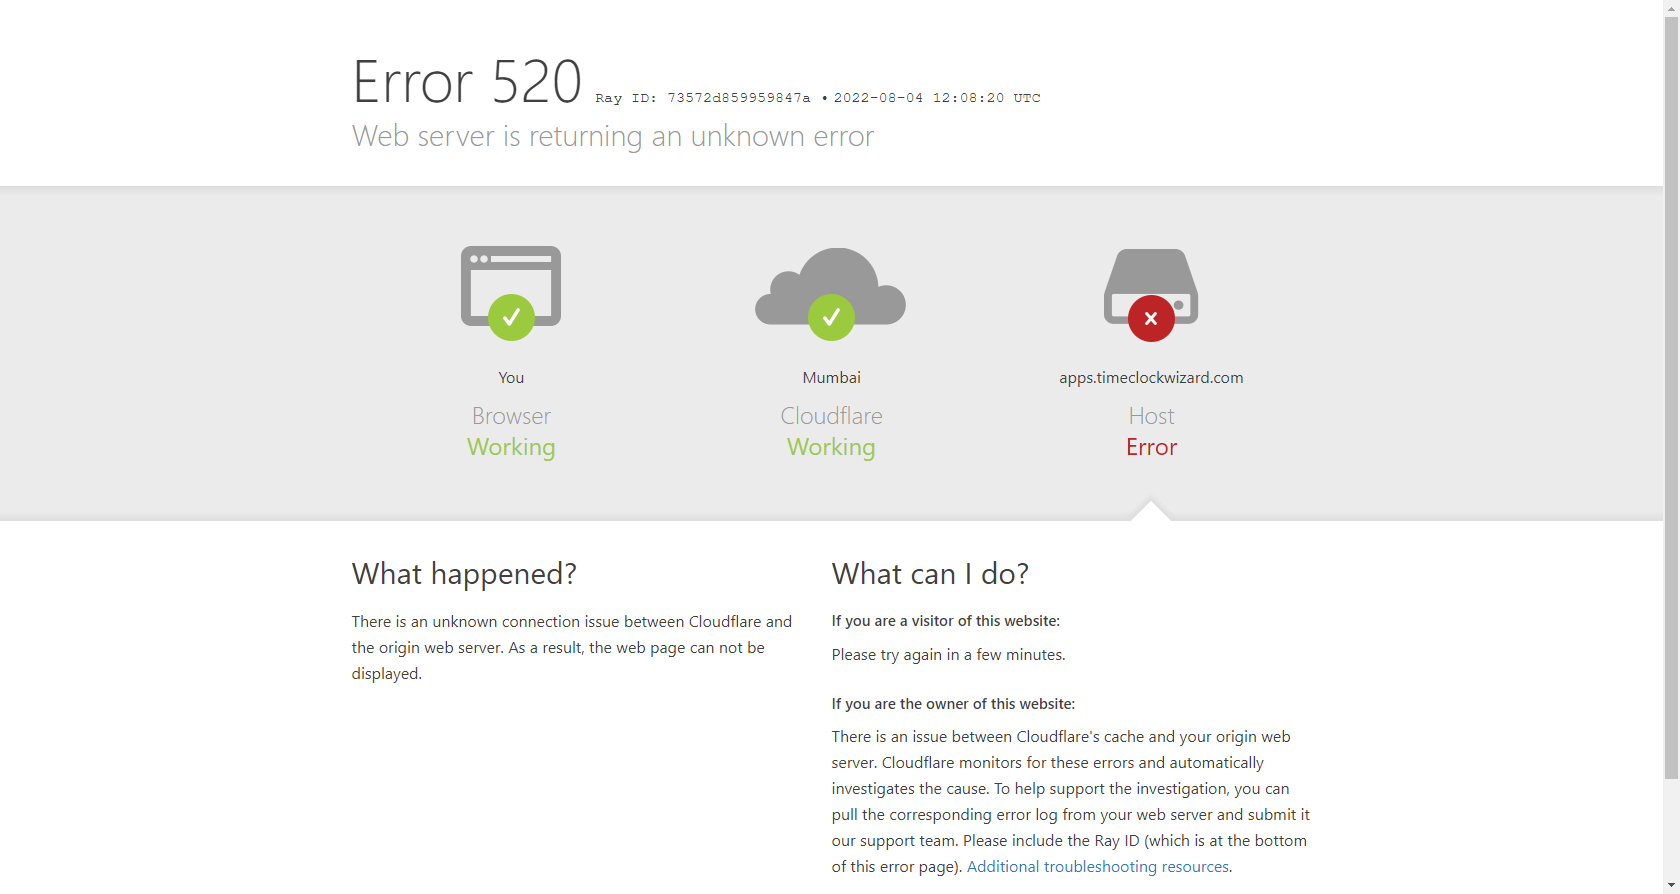 Error 520 Ray ID: 73572d859959847a • 2022-08-04 12:08:20 UTC
Web server is returning an unknown error
You
Browser
Working
Mumbai
Cloudflare
Working
apps.timeclockwizard.com
Host
Error
What happened?
There is an unknown connection issue between Cloudflare and
the origin web server. As a result, the web page can not be
displayed.
What can I do?
If you are a visitor of this website:
Please try again in a few minutes.
If you are the owner of this website:
There is an issue between Cloudflare's cache and your origin web
server. Cloudflare monitors for these errors and automatically
investigates the cause. To help support the investigation, you can
pull the corresponding error log from your web server and submit it
our support team. Please include the Ray ID (which is at the bottom
of this error page). Additional troubleshooting resources.